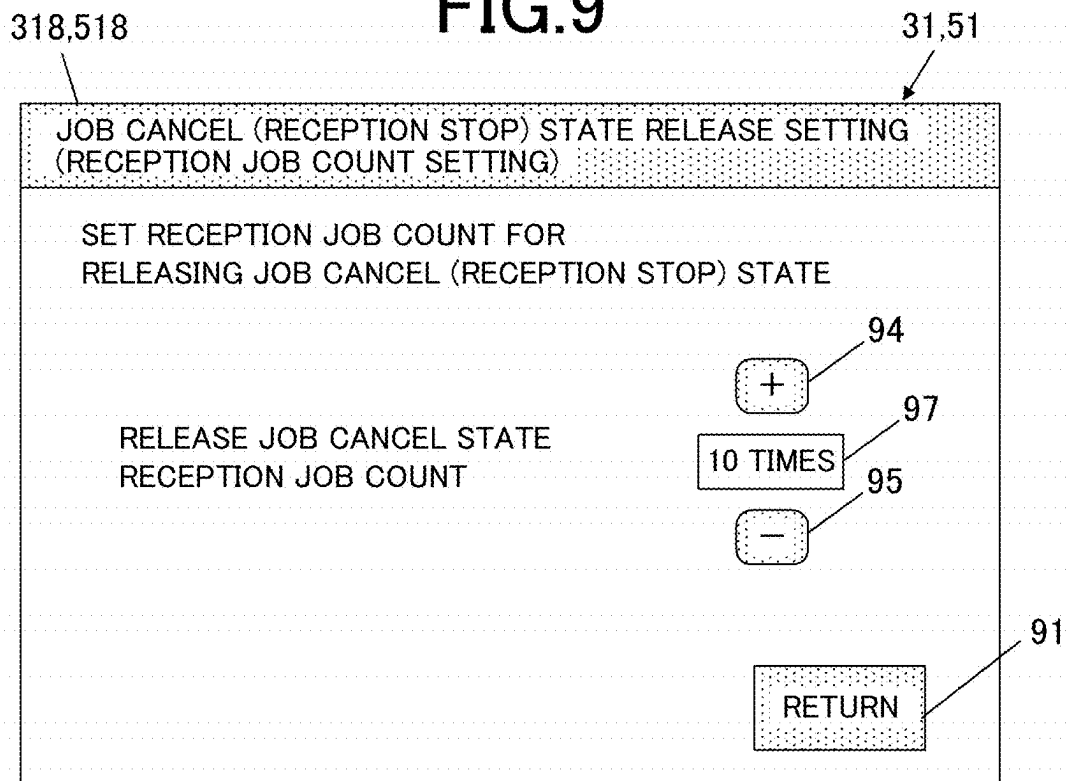 FIG.9
318,518
31,51
JOB CANCEL (RECEPTION STOP) STATE RELEASE SETTING
(RECEPTION JOB COUNT SETTING)
SET RECEPTION JOB COUNT FOR
RELEASING JOB CANCEL (RECEPTION STOP) STATE
94
+
97
RELEASE JOB CANCEL STATE
RECEPTION JOB COUNT
10 TIMES
95
−
91
RETURN